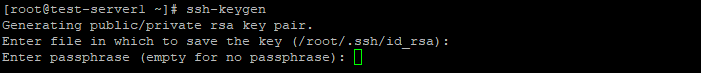 [root@test-server1 ~]# ssh-keygen
Generating public/private rsa key pair.
Enter file in which to save the key (/root/.ssh/id_rsa):
Enter passphrase (empty for no passphrase):